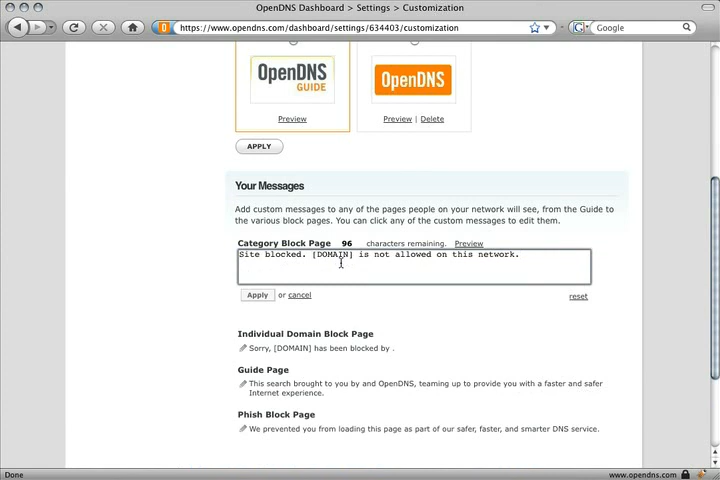 OpenDNS Dashboard > Settings > Customization
https://www.opendns.com/dashboard/settings/634403/customization
Google
OpenDNS
GUIDE
OpenDNS
Preview
Preview | Delete
APPLY
Your Messages
Add custom messages to any of the pages people on your network will see, from the Guide to
the various block pages. You can click any of the custom messages to edit them.
Category Block Page 96 characters remaining. Preview
Site blocked. [DOMAIN] is not allowed on this network.
Apply or cancel
reset
Individual Domain Block Page
Sorry, [DOMAIN] has been blocked by .
Guide Page
This search brought to you by and OpenDNS, teaming up to provide you with a faster and safer
Internet experience.
Phish Block Page
We prevented you from loading this page as part of our safer, faster, and smarter DNS service.
Done
www.opendns.com